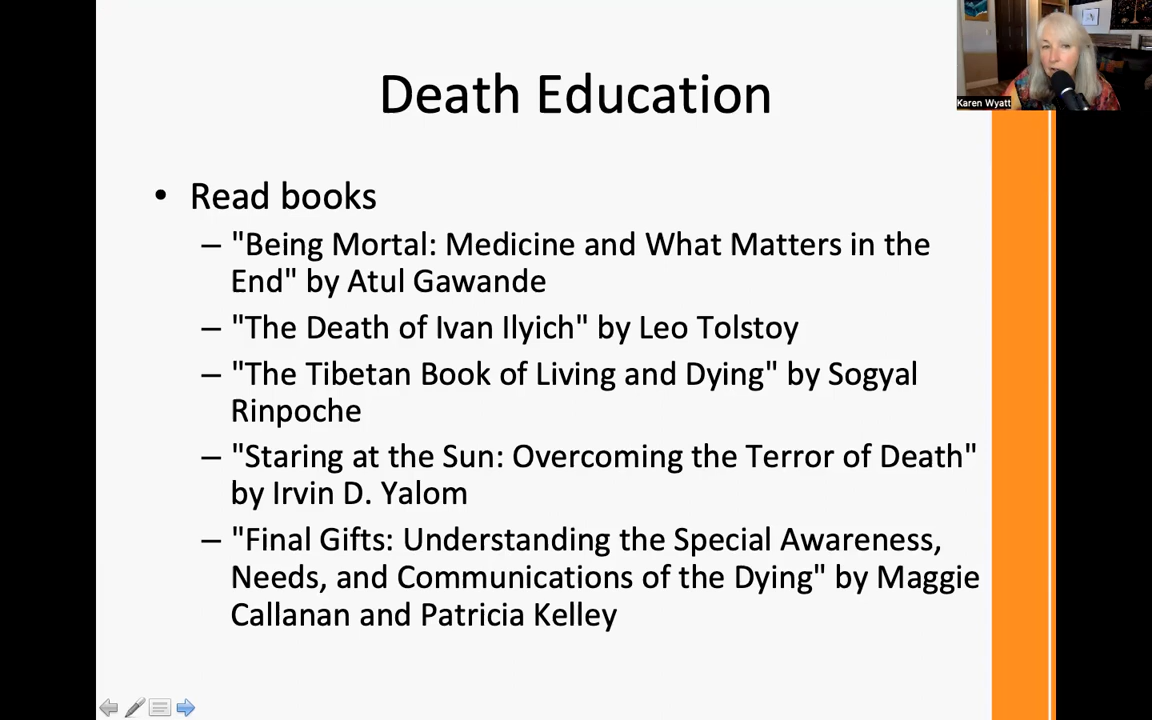 Death Education
Karen Wyatt
• Read books
– "Being Mortal: Medicine and What Matters in the
End" by Atul Gawande
– "The Death of Ivan Ilyich" by Leo Tolstoy
– "The Tibetan Book of Living and Dying" by Sogyal
Rinpoche
– "Staring at the Sun: Overcoming the Terror of Death"
by Irvin D. Yalom
– "Final Gifts: Understanding the Special Awareness,
Needs, and Communications of the Dying" by Maggie
Callanan and Patricia Kelley